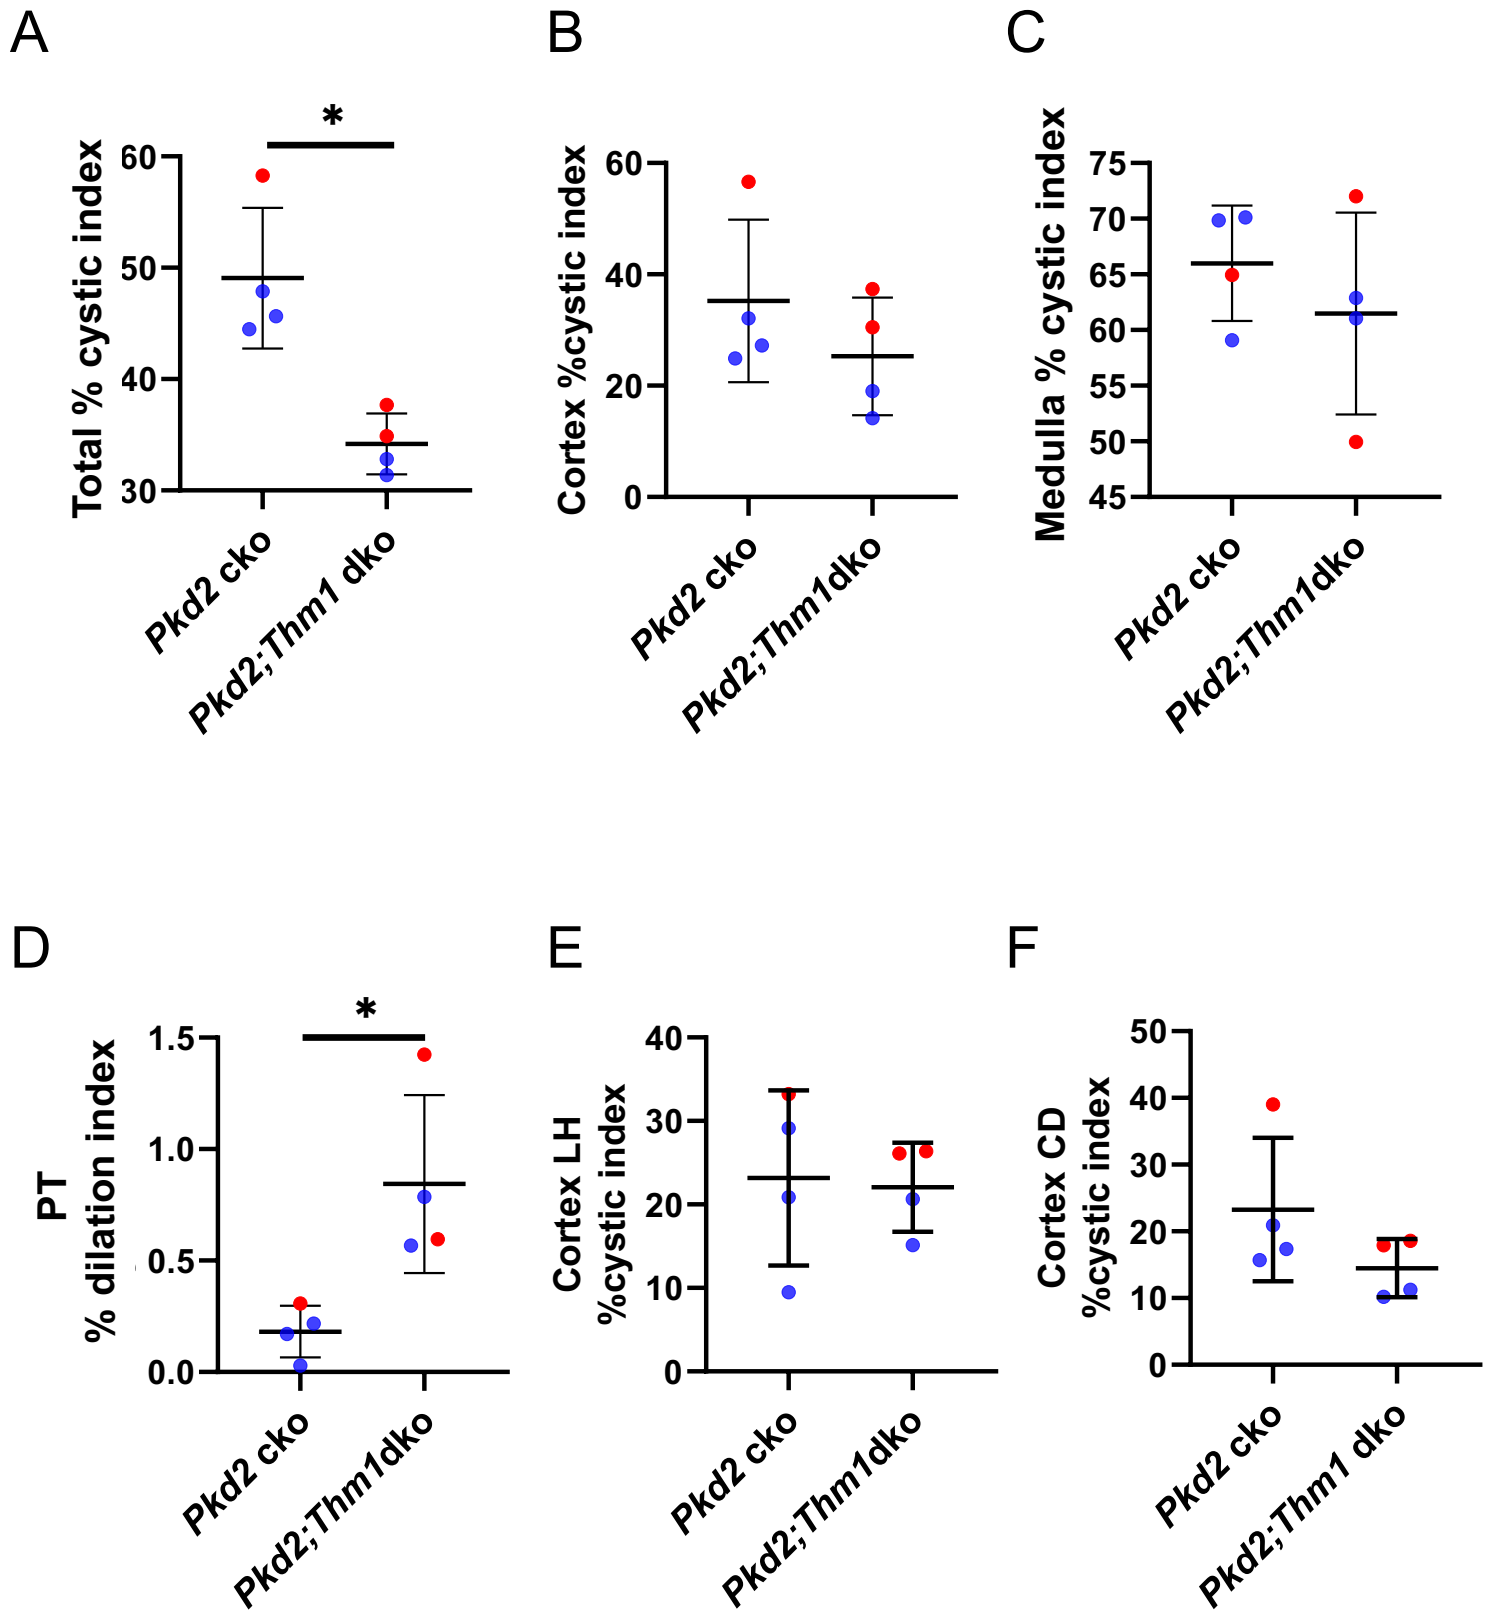 A
Total % cystic index
60
50
40
30
*
Pkd2 cko
Pkd2;Thm1 dko
B
Cortex %cystic index
60
40
20
0
Pkd2 cko
Pkd2;Thm1dko
C
Medulla % cystic index
75
70
65
60
55
50
45
Pkd2 cko
Pkd2;Thm1dko
D
PT
% dilation index
1.5
1.0
0.5
0.0
*
Pkd2 cko
Pkd2;Thm1dko
E
Cortex LH
%cystic index
40
30
20
10
0
Pkd2 cko
Pkd2;Thm1dko
F
Cortex CD
%cystic index
50
40
30
20
10
0
Pkd2 cko
Pkd2;Thm1 dko